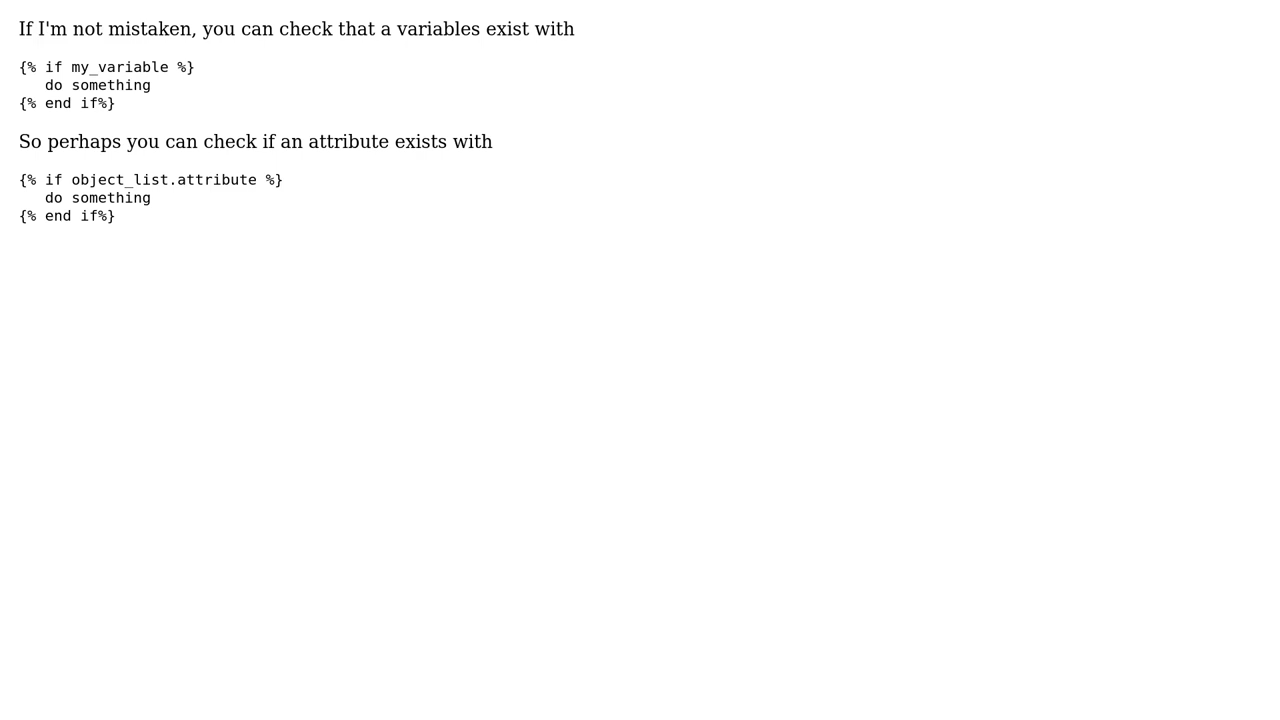 If I'm not mistaken, you can check that a variables exist with
{% if my_variable %}
   do something
{% end if%}
So perhaps you can check if an attribute exists with
{% if object_list.attribute %}
   do something
{% end if%}